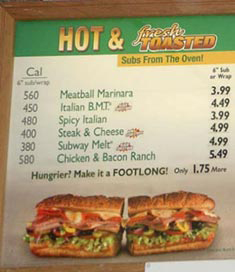 HOT & fresh TOASTED
Subs From The Oven!
Cal
6" sub/wrap
6" Sub
or Wrap
560 Meatball Marinara 3.99
450 Italian B.M.T.® 4.49
480 Spicy Italian 3.99
400 Steak & Cheese 4.99
380 Subway Melt® 4.99
580 Chicken & Bacon Ranch 5.49
Hungrier? Make it a FOOTLONG! Only 1.75 More